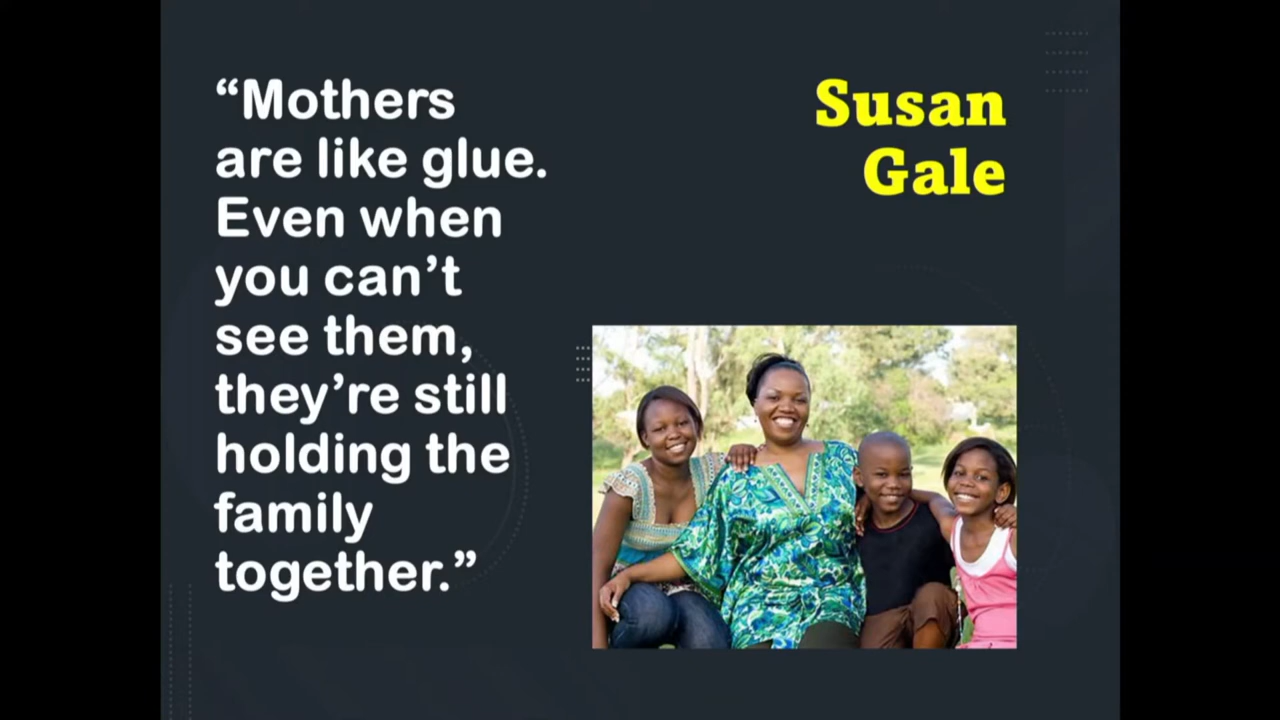 “Mothers
are like glue.
Even when
you can’t
see them,
they’re still
holding the
family
together.”
Susan
Gale